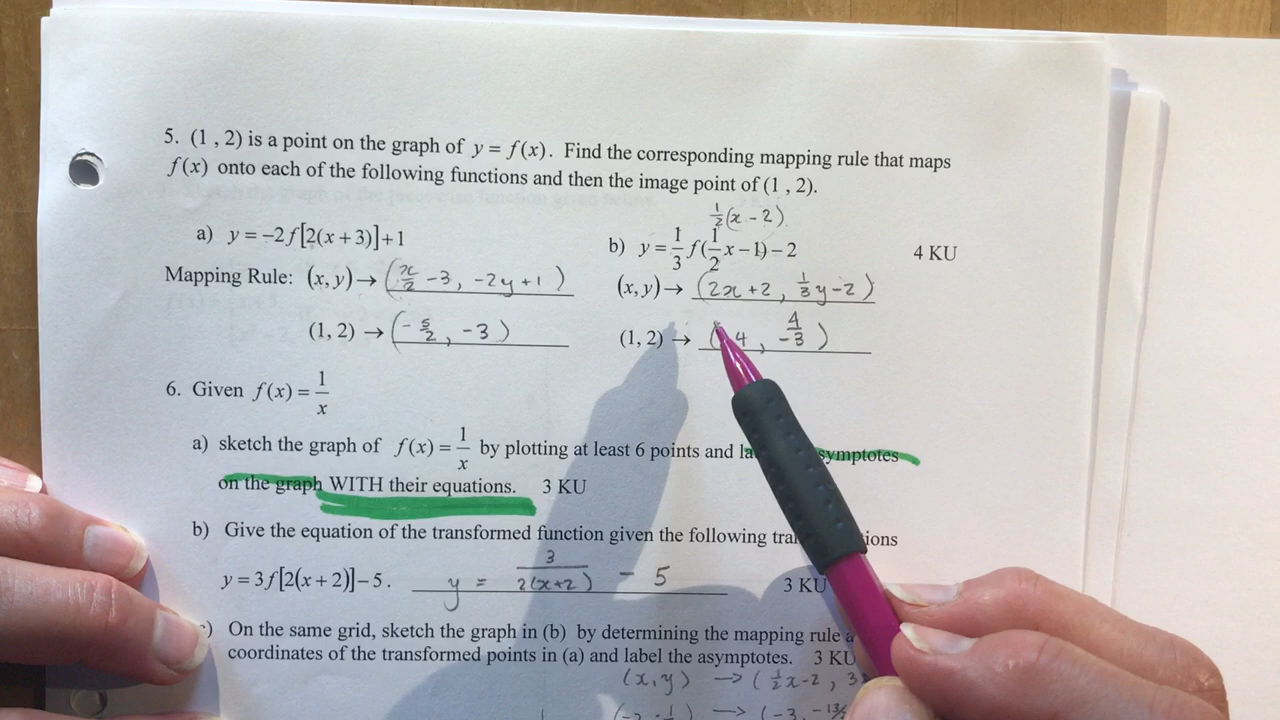 5. (1 , 2) is a point on the graph of y = f(x). Find the corresponding mapping rule that maps
f(x) onto each of the following functions and then the image point of (1 , 2).
1/2(x - 2)
a) y = -2f[2(x+3)]+1 b) y = 1/3 f(1/2 x-1)-2 4 KU
Mapping Rule: (x, y) → (x/2 -3, -2y+1) (x, y) → (2x+2, 1/3 y-2)
(1, 2) → (-5/2, -3) (1, 2) → (4, -4/3)
6. Given f(x) = 1/x
a) sketch the graph of f(x) = 1/x by plotting at least 6 points and symptotes
on the graph WITH their equations. 3 KU
b) Give the equation of the transformed function given the following
y = 3f[2(x+2)]-5. y = 3/2(x+2) - 5 3 KU
c) On the same grid, sketch the graph in (b) by determining the mapping rule
coordinates of the transformed points in (a) and label the asymptotes. 3 KU
(x,y) → (1/2 x-2, 3